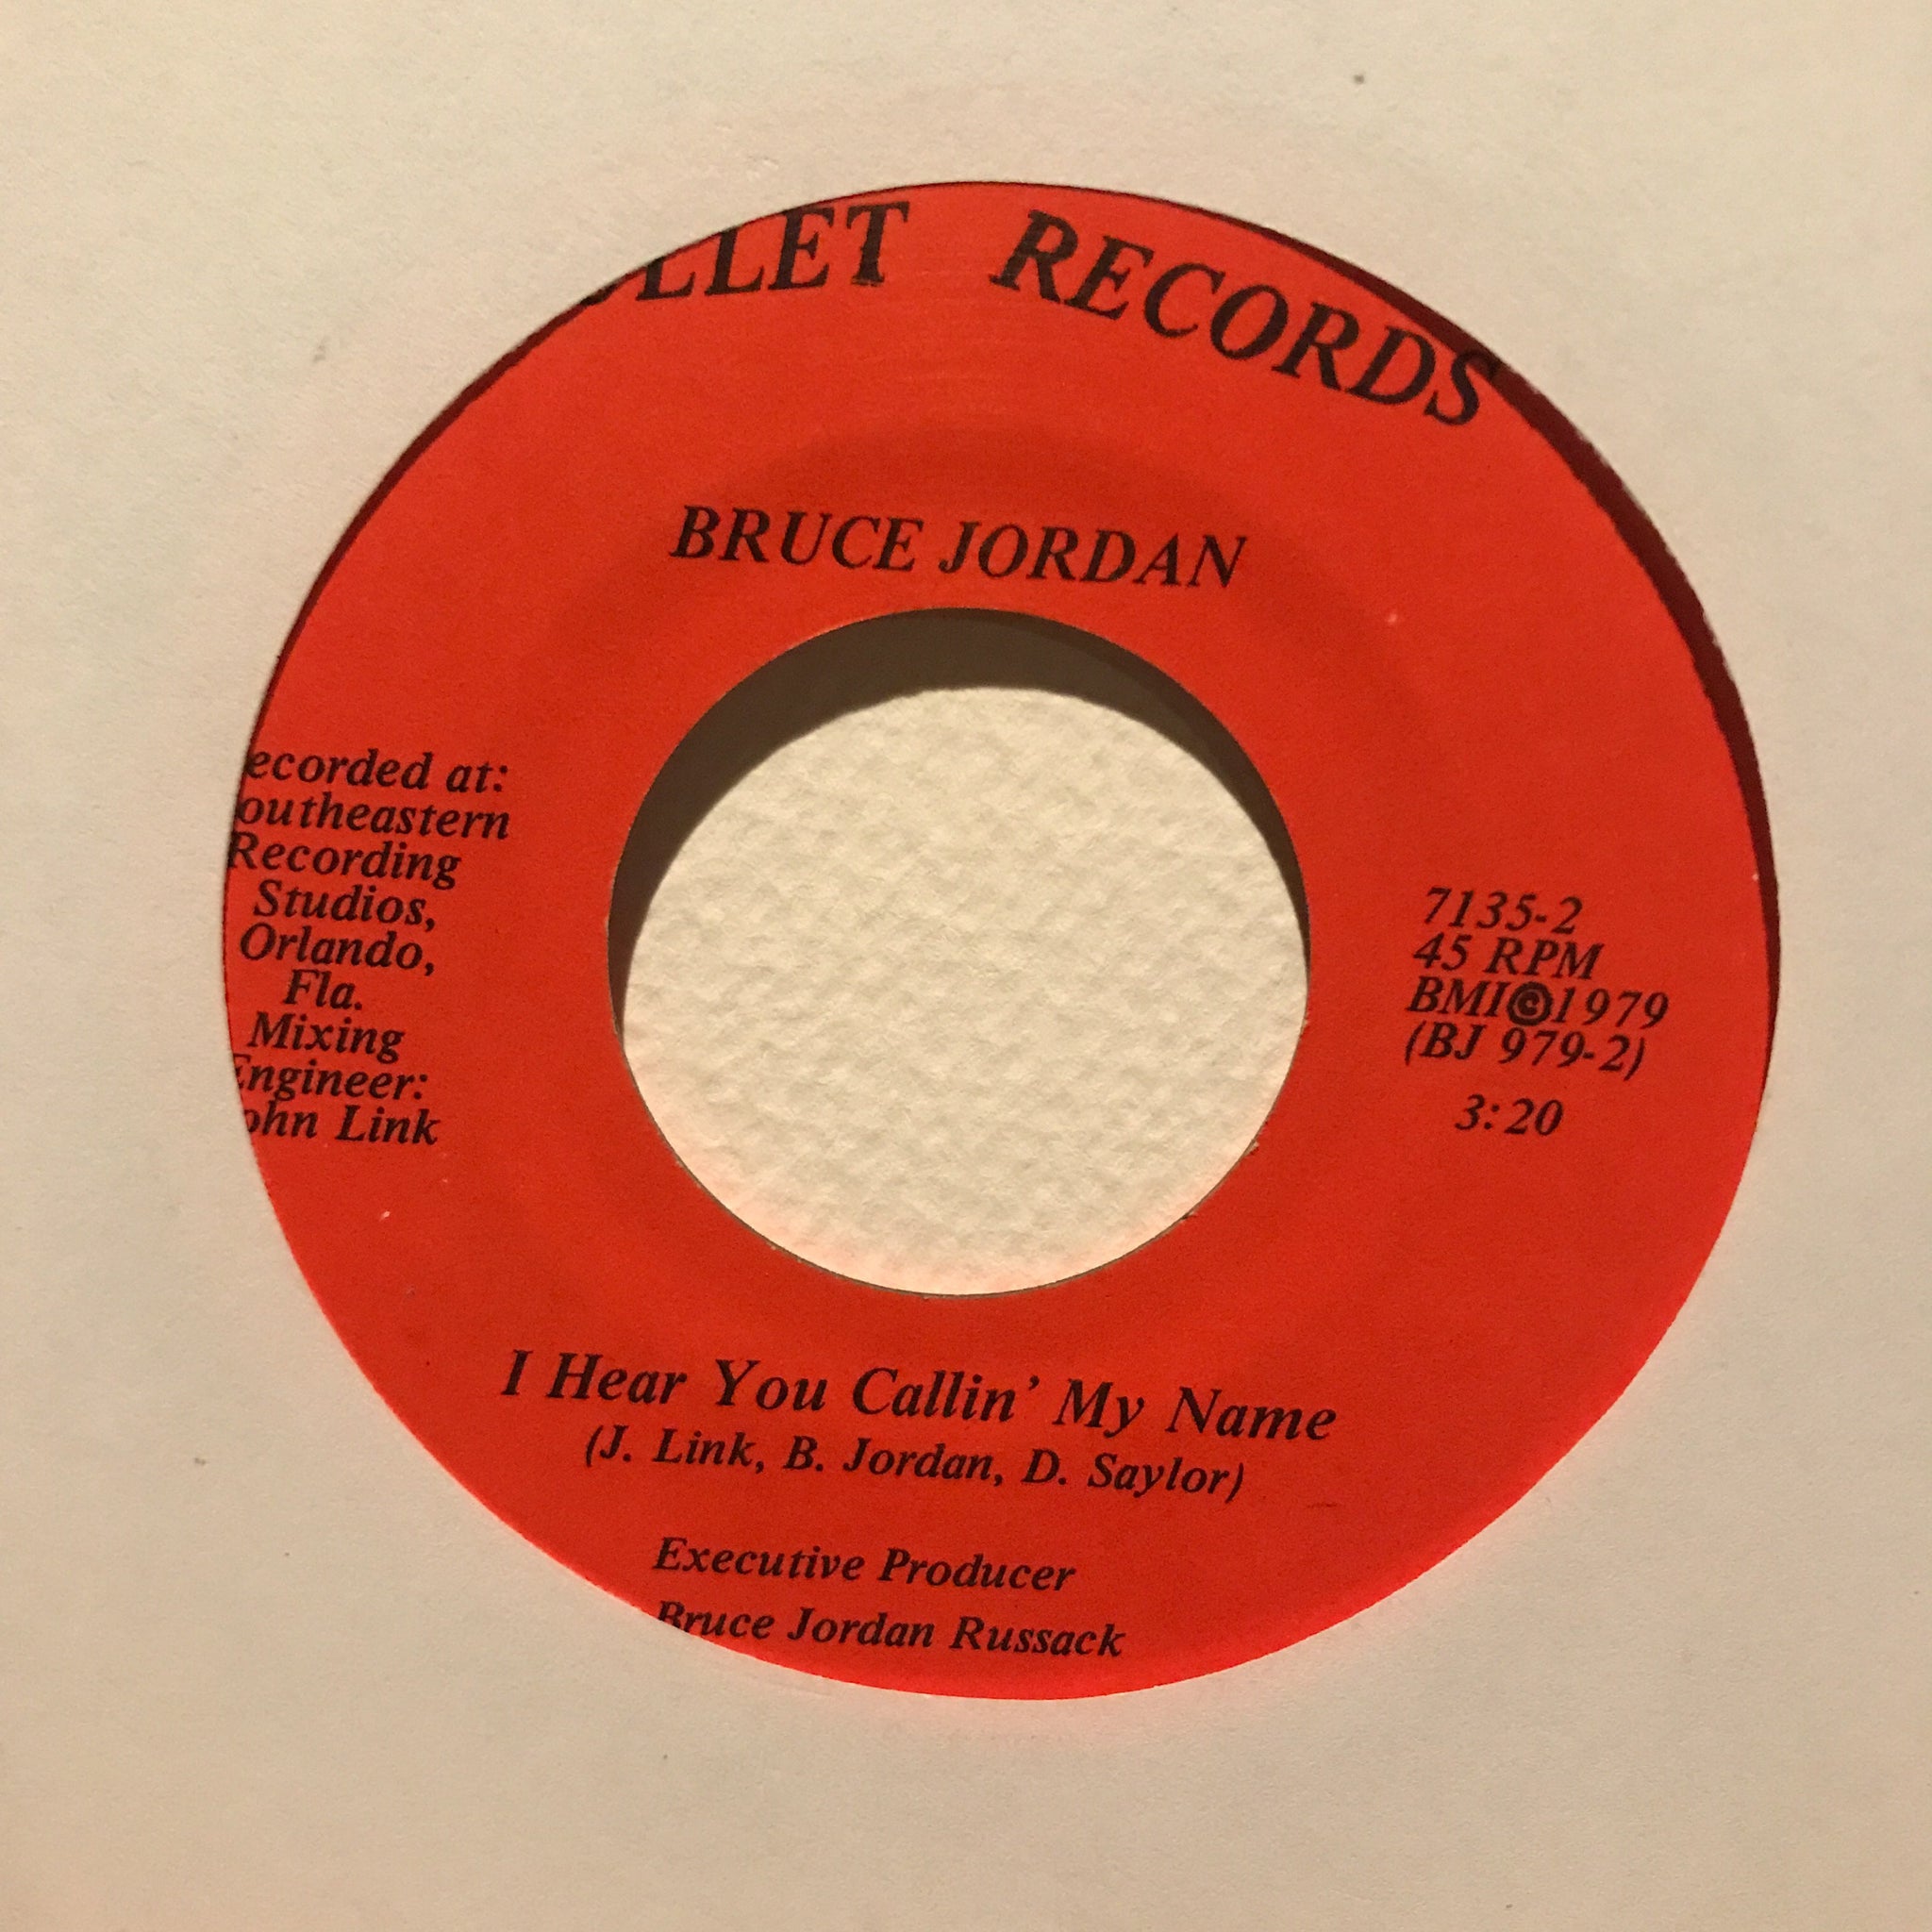 LLET RECORDS
BRUCE JORDAN
ecorded at:
outheastern
Recording
Studios,
Orlando,
Fla.
Mixing
Engineer:
ohn Link
7135-2
45 RPM
BMI©1979
(BJ 979-2)
3:20
I Hear You Callin' My Name
(J. Link, B. Jordan, D. Saylor)
Executive Producer
Bruce Jordan Russack